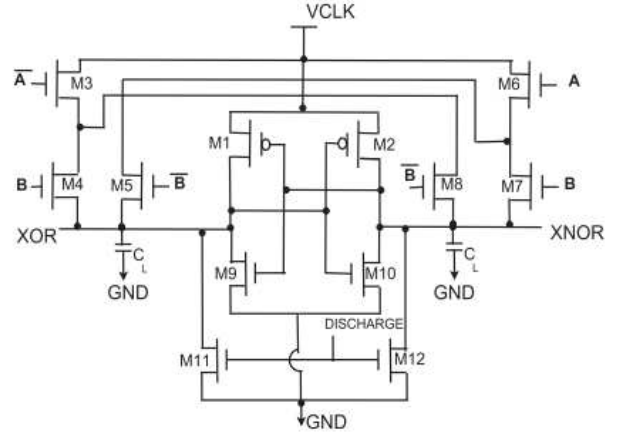 VCLK
A
M3
M6
A
M1
M2
B
M4
M5
B
B
M8
M7
B
XOR
XNOR
C
L
GND
M9
M10
C
L
GND
DISCHARGE
M11
M12
GND